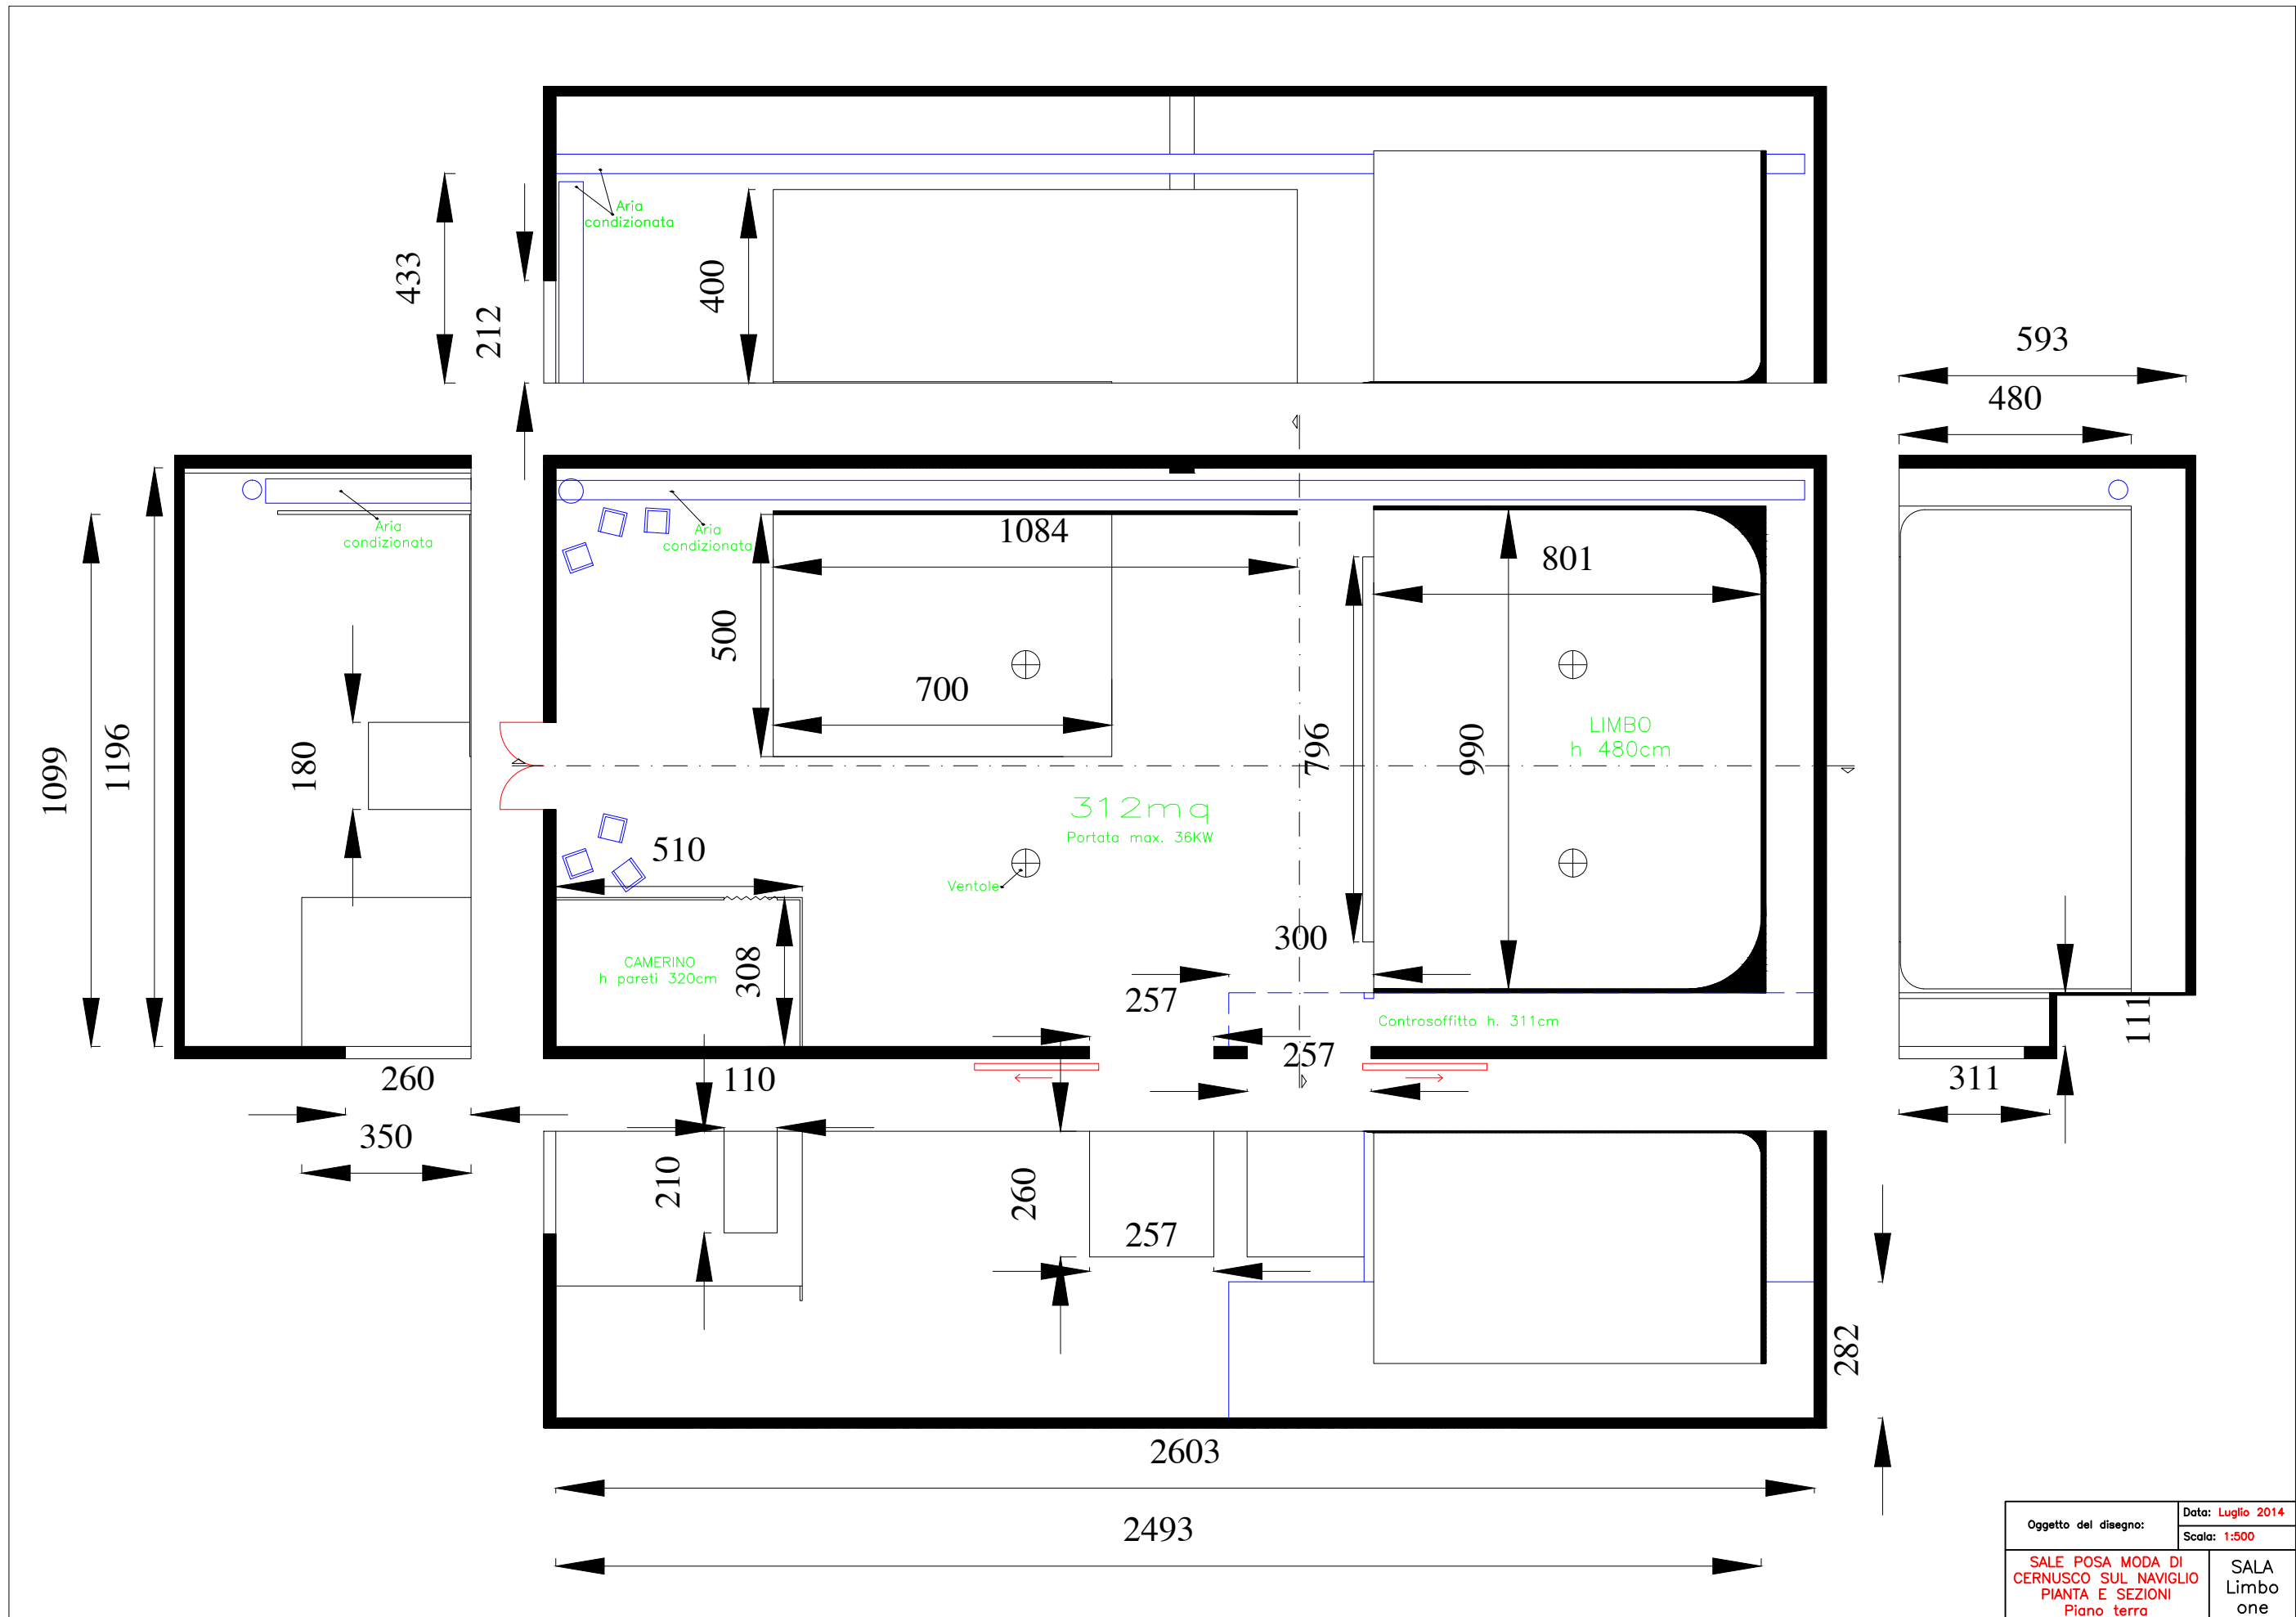 593
480
433
212
400
Aria
condizionata
Aria
condizionata
Aria
condizionata
1084
801
500
700
1099
1196
180
796
990
LIMBO
h 480cm
312mq
Portata max. 36KW
510
Ventole
CAMERINO
h pareti 320cm
308
300
257
Controsoffitto h. 311cm
257
111
311
260
350
110
210
260
257
282
2603
2493
Oggetto del disegno:
Data: Luglio 2014
Scala: 1:500
SALE POSA MODA DI
CERNUSCO SUL NAVIGLIO
PIANTA E SEZIONI
Piano terra
SALA
Limbo
one